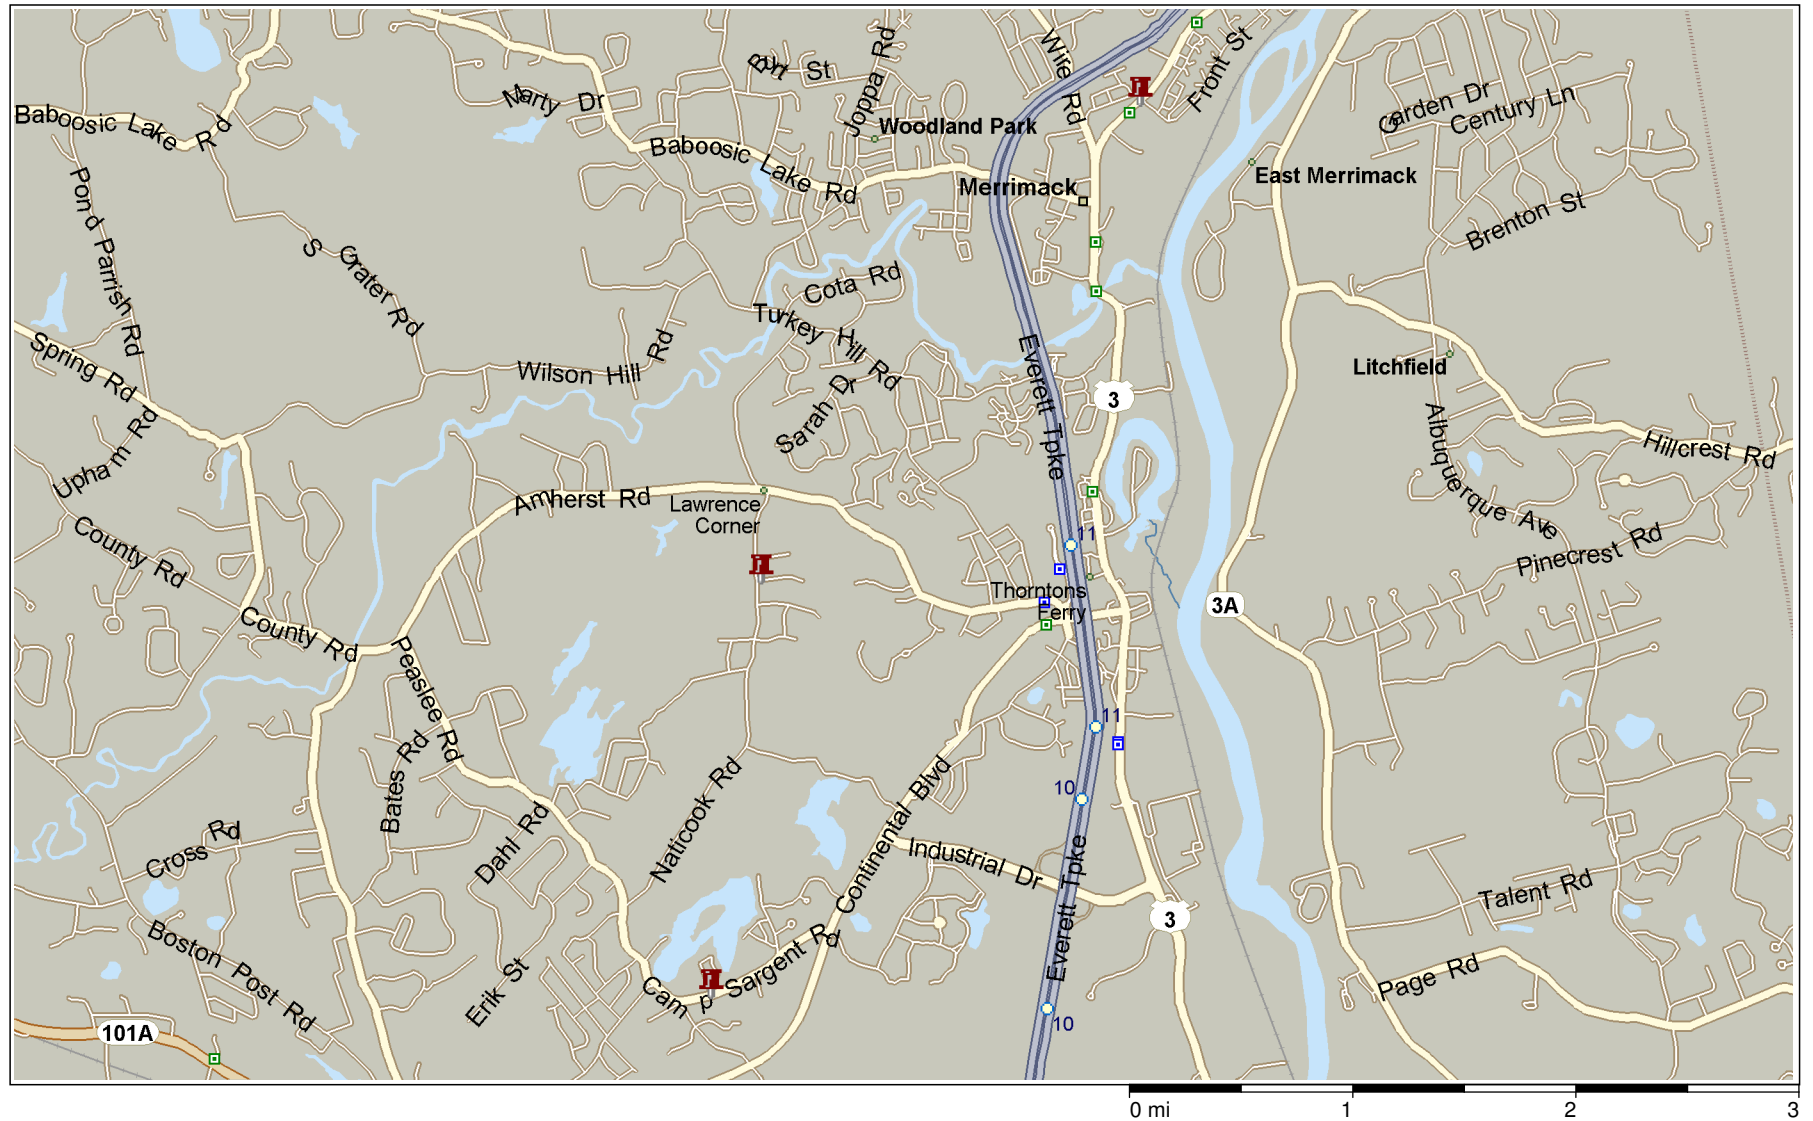 Wire Rd
Front St
Burt St
Joppa Rd
Marty Dr
Garden Dr
Century Ln
Baboosic Lake Rd
Woodland Park
Baboosic Lake Rd
East Merrimack
Merrimack
Pond Parrish Rd
Brenton St
S Crater Rd
Cota Rd
Turkey Hill Rd
Spring Rd
Wilson Hill Rd
Everett Tpke
Litchfield
3
Sarah Dr
Upham Rd
Albuquerque Ave
Hillcrest Rd
Amherst Rd
Lawrence
Corner
County Rd
11
Pinecrest Rd
Thorntons
Ferry
3A
County Rd
Peaslee Rd
11
Bates Rd
Naticook Rd
Continental Blvd
10
Cross Rd
Dahl Rd
Industrial Dr
Everett Tpke
Talent Rd
3
Boston Post Rd
Erik St
Camp Sargent Rd
Page Rd
101A
10
0 mi 1 2 3